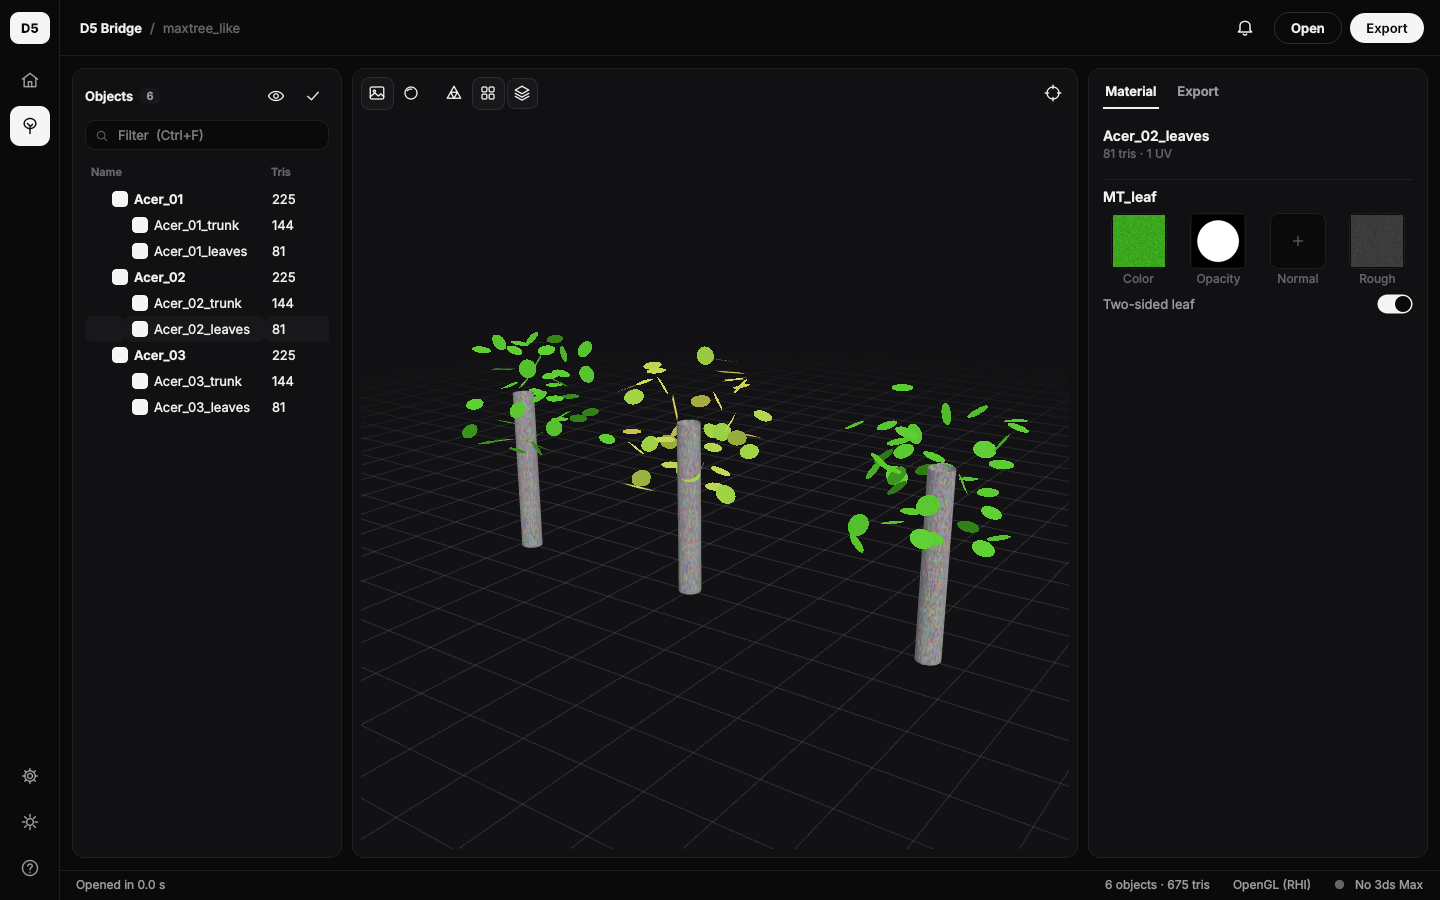 D5
D5 Bridge / maxtree_like
Open
Export
Objects 6
Filter (Ctrl+F)
Name Tris
Acer_01 225
Acer_01_trunk 144
Acer_01_leaves 81
Acer_02 225
Acer_02_trunk 144
Acer_02_leaves 81
Acer_03 225
Acer_03_trunk 144
Acer_03_leaves 81
Material Export
Acer_02_leaves
81 tris · 1 UV
MT_leaf
Color Opacity Normal Rough
Two-sided leaf
Opened in 0.0 s
6 objects · 675 tris OpenGL (RHI) No 3ds Max